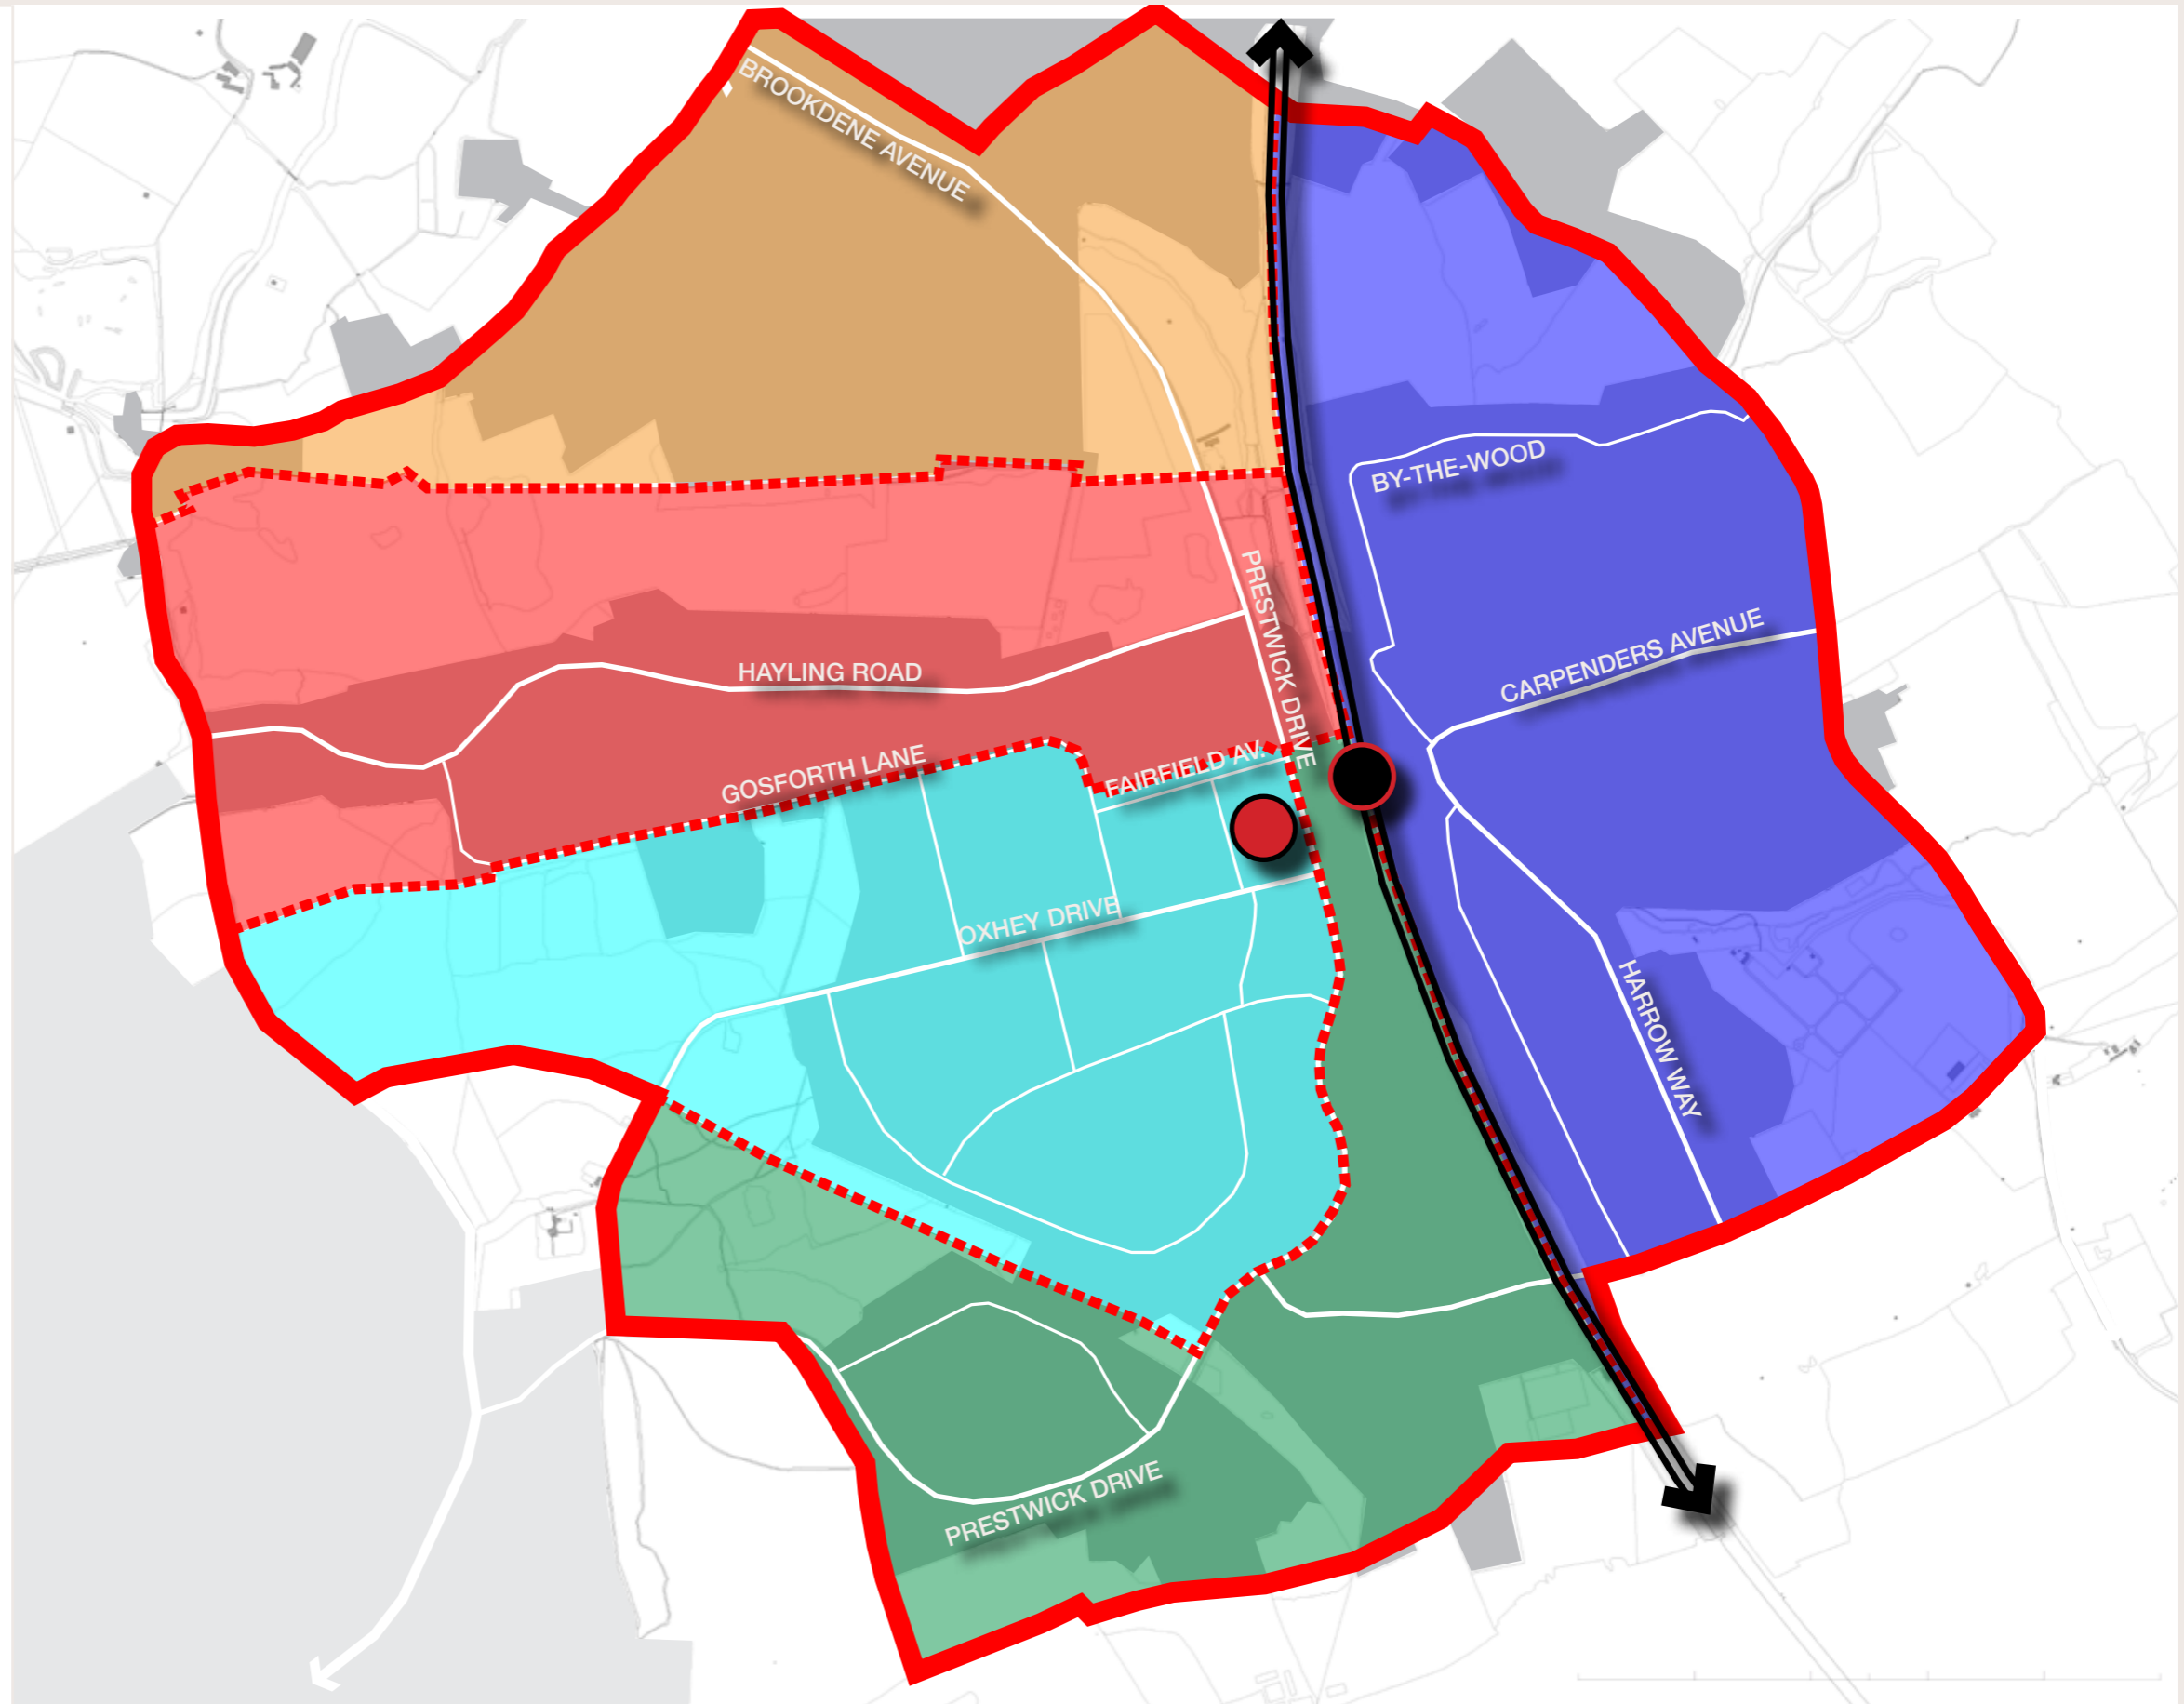 BROOKDENE AVENUE
BY-THE-WOOD
PRESTWICK DRIVE
CARPENDERS AVENUE
HAYLING ROAD
GOSFORTH LANE
FAIRFIELD AV.
OXHEY DRIVE
HARROW WAY
PRESTWICK DRIVE